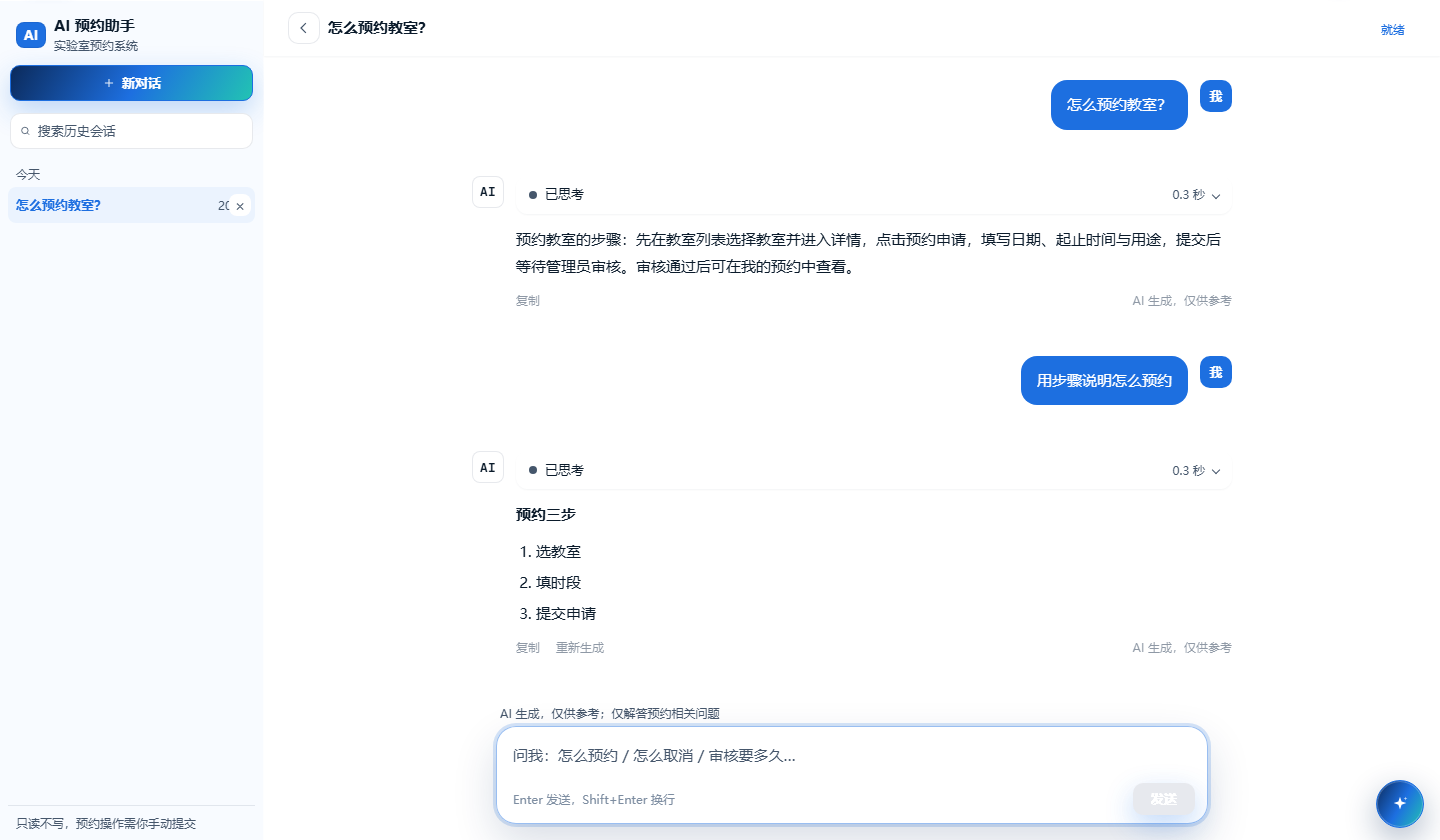 AI
AI 预约助手
实验室预约系统
+ 新对话
搜索历史会话
今天
怎么预约教室?
20
只读不写，预约操作需你手动提交
怎么预约教室?
就绪
怎么预约教室?
我
AI
已思考
0.3 秒
预约教室的步骤：先在教室列表选择教室并进入详情，点击预约申请，填写日期、起止时间与用途，提交后
等待管理员审核。审核通过后可在我的预约中查看。
复制
AI 生成，仅供参考
用步骤说明怎么预约
我
AI
已思考
0.3 秒
预约三步
1. 选教室
2. 填时段
3. 提交申请
复制 重新生成
AI 生成，仅供参考
AI 生成，仅供参考；仅解答预约相关问题
问我：怎么预约 / 怎么取消 / 审核要多久...
Enter 发送，Shift+Enter 换行
发送